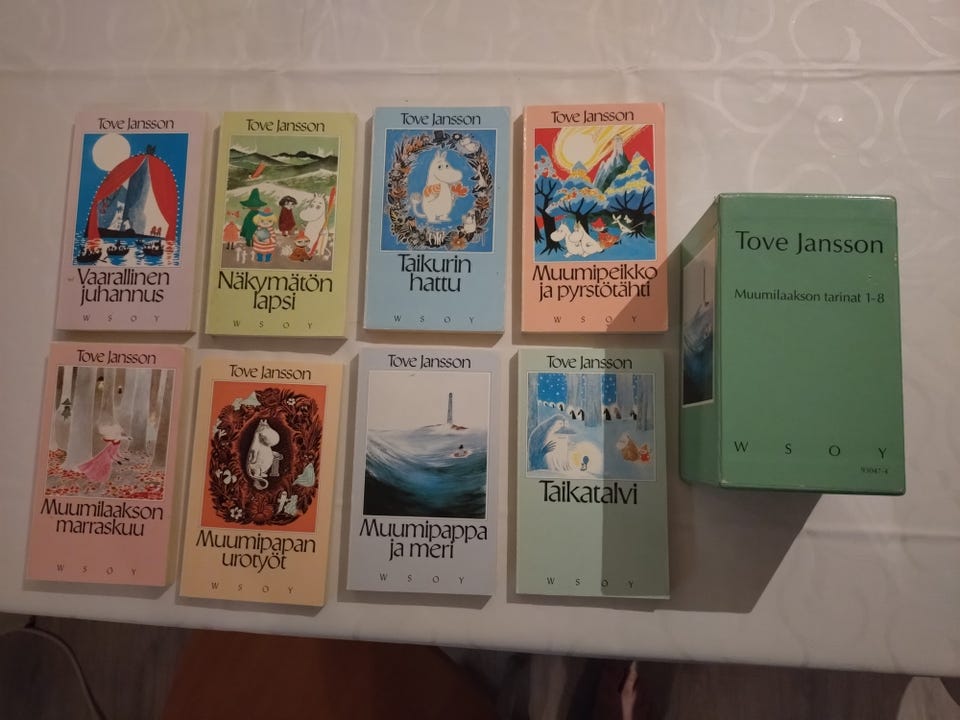 Tove Jansson
Vaarallinen
juhannus
W S O Y
Tove Jansson
Näkymätön
lapsi
W S O Y
Tove Jansson
Taikurin
hattu
W S O Y
Tove Jansson
Muumipeikko
ja pyrstötähti
W S O Y
Tove Jansson
Muumilaakson tarinat 1-8
W S O Y
93047-4
Tove Jansson
Muumilaakson
marraskuu
W S O Y
Tove Jansson
Muumipapan
urotyöt
W S O Y
Tove Jansson
Muumipappa
ja meri
W S O Y
Tove Jansson
Taikatalvi
W S O Y